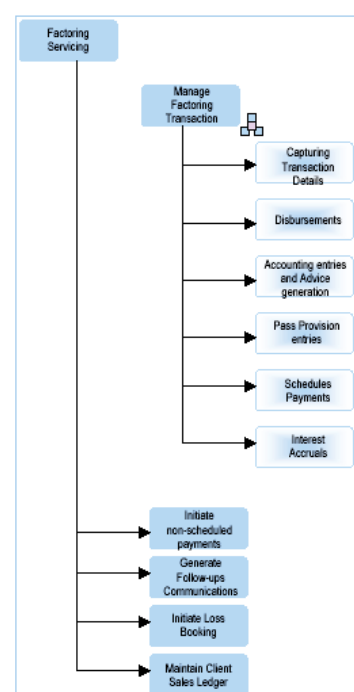 Factoring
Servicing
Manage
Factoring
Transaction
Capturing
Transaction
Details
Disbursements
Accounting entries
and Advice
generation
Pass Provision
entries
Schedules
Payments
Interest
Accruals
Initiate
non-scheduled
payments
Generate
Follow-ups
Communications
Initiate Loss
Booking
Maintain Client
Sales Ledger